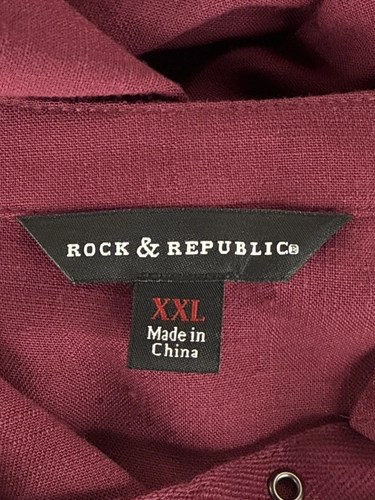 ROCK & REPUBLIC®
XXL
Made in
China